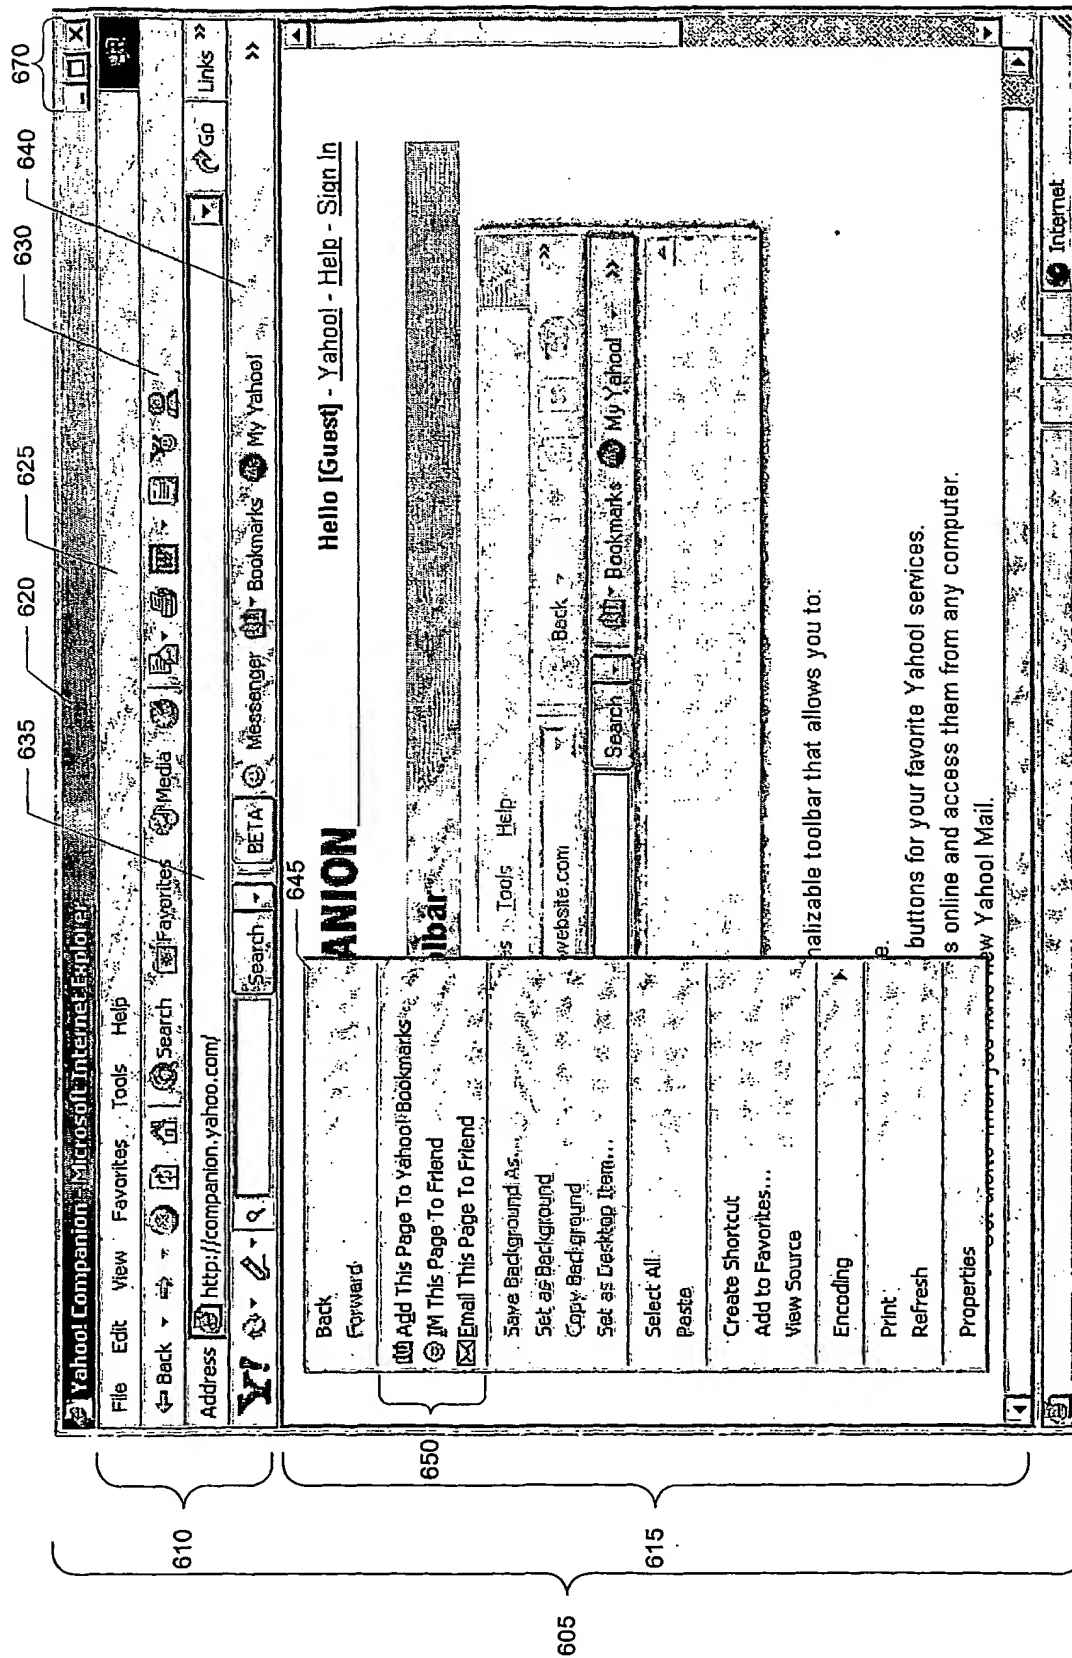 635 620 625 630 640 670
Yahoo! Companion - Microsoft Internet Explorer
File Edit View Favorites Tools Help
Back Search Favorites Media
Address http://companion.yahoo.com/ Go Links »
Y! Search BETA Messenger Bookmarks My Yahoo! »
645
Hello [Guest] - Yahoo! - Help - Sign In
ANION
lbar
Tools Help
website.com Back »
Search Bookmarks My Yahoo! »
nalizable toolbar that allows you to:
e.
buttons for your favorite Yahoo! services.
s online and access them from any computer.
new Yahoo! Mail.
Back
Forward
Add This Page To Yahoo! Bookmarks
IM This Page To Friend
Email This Page To Friend
Save Background As...
Set as Background
Copy Background
Set as Desktop Item...
Select All
Paste
Create Shortcut
Add to Favorites...
View Source
Encoding
Print
Refresh
Properties
Internet
610
650
615
605